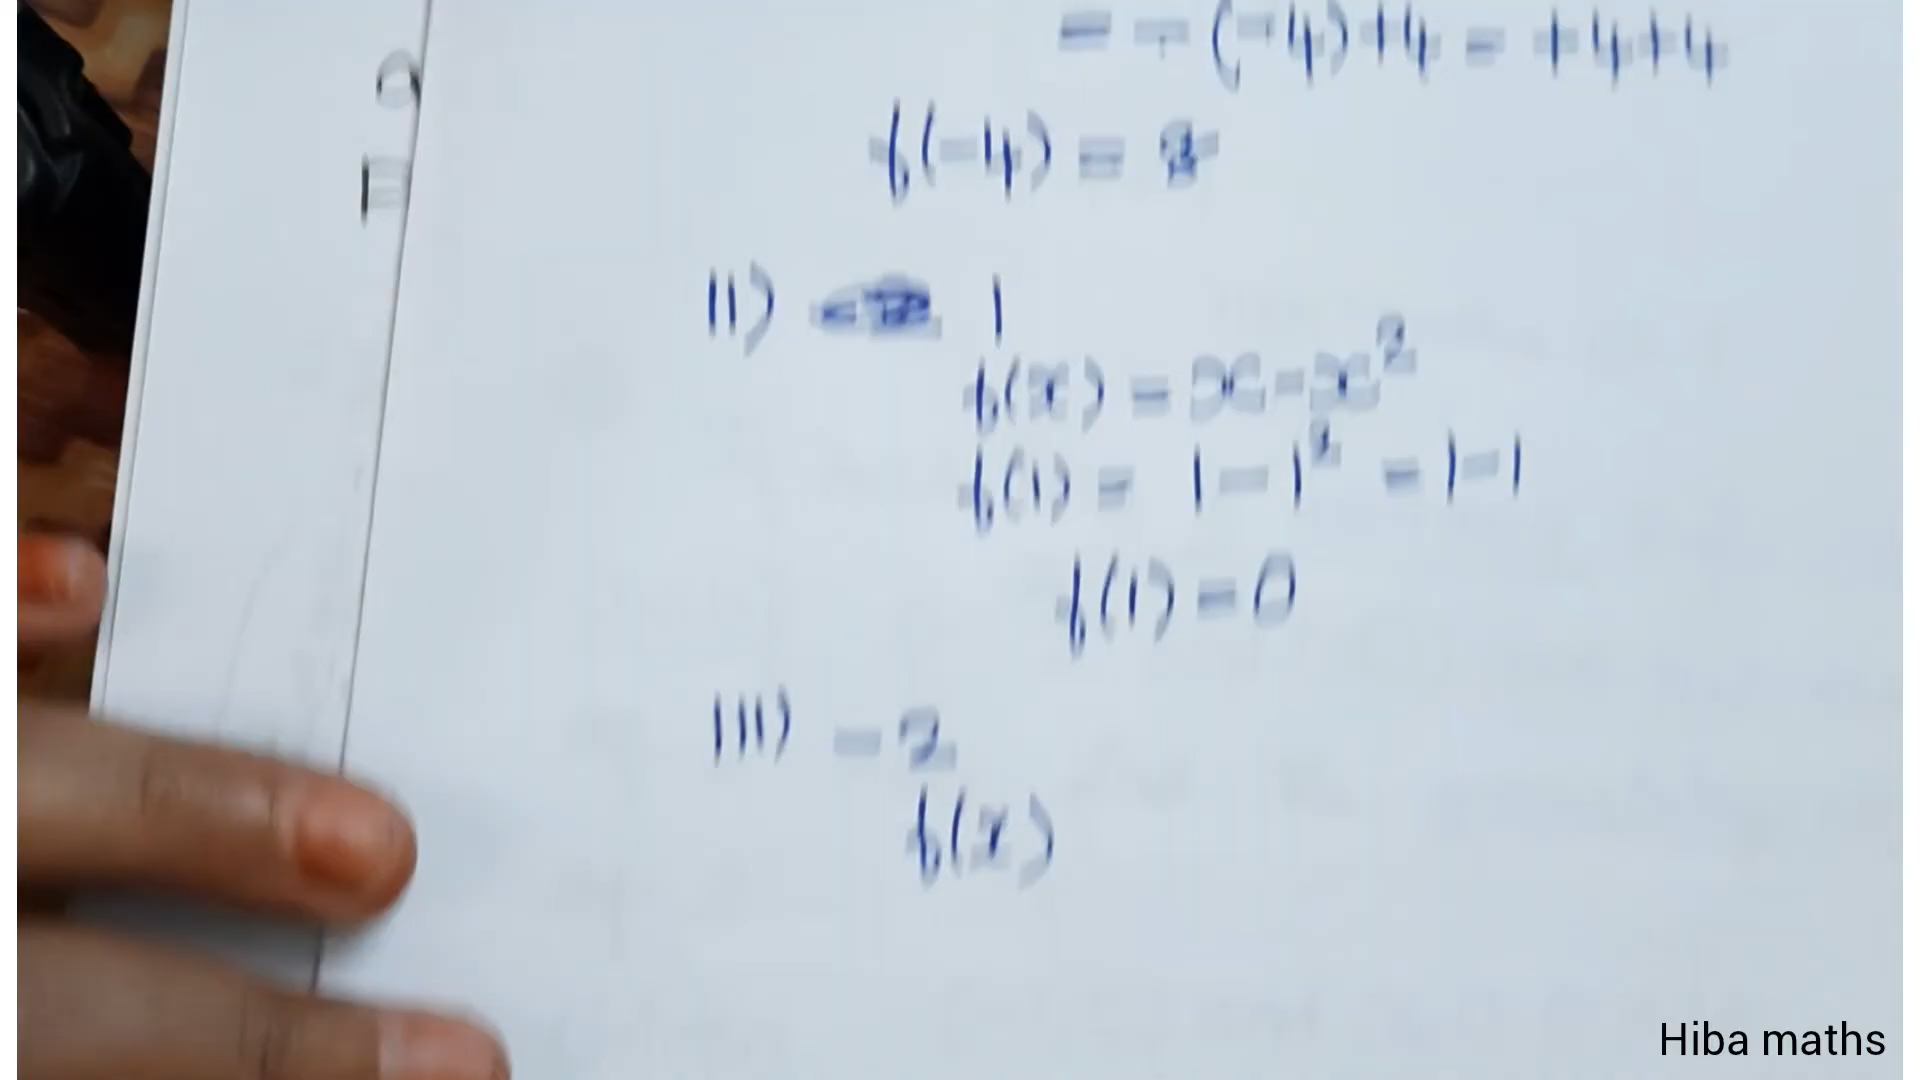 = -(-4)+4 = +4+4
f(-4) = 8
II) 1
f(x) = x-x²
f(1) = 1-1² = 1-1
f(1) = 0
III) -2
f(x)
Hiba maths